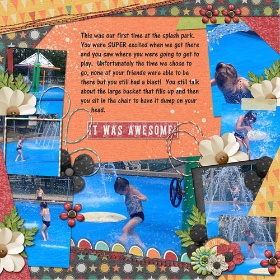 This was our first time at the splash park.
You were SUPER excited when we got there
and you saw where you were going to get to
play. Unfortunately the time we chose to
go, none of your friends were able to be
there but you still had a blast! You still talk
about the large bucket that fills up and then
you sit in the chair to have it dump on your
head.
IT WAS AWESOME